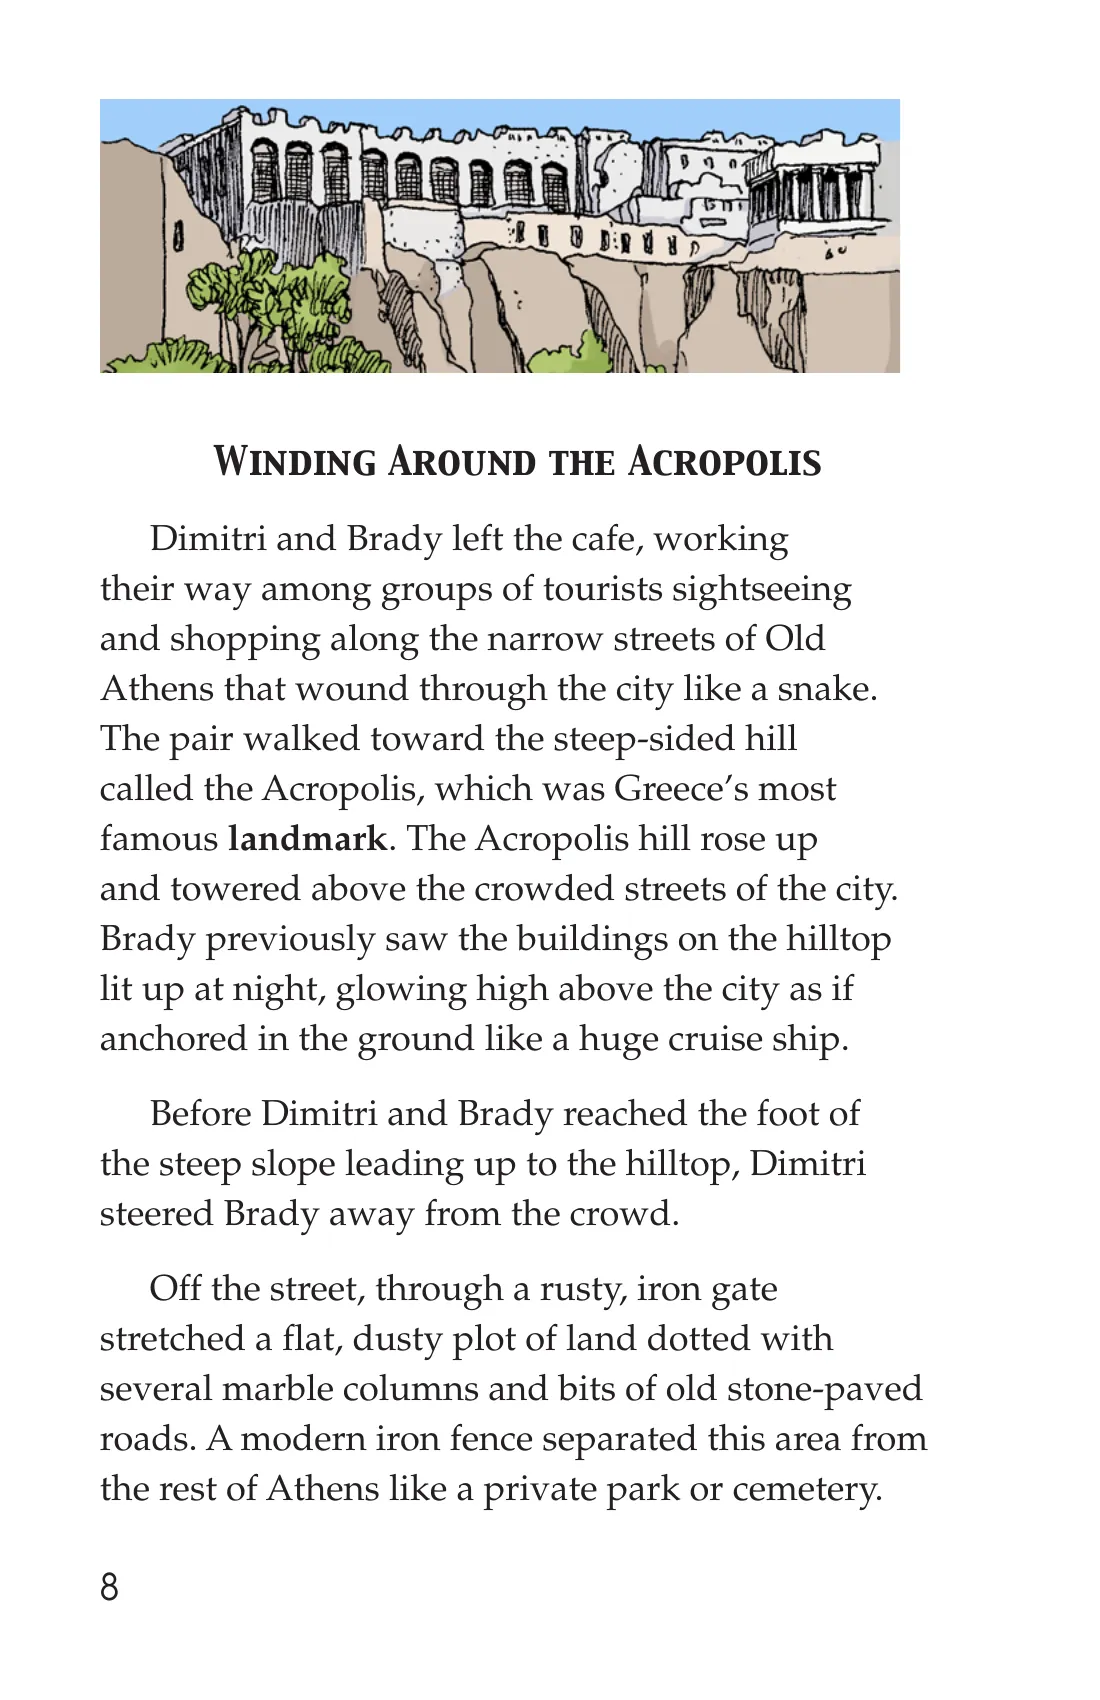 Winding Around the Acropolis
Dimitri and Brady left the cafe, working
their way among groups of tourists sightseeing
and shopping along the narrow streets of Old
Athens that wound through the city like a snake.
The pair walked toward the steep-sided hill
called the Acropolis, which was Greece’s most
famous landmark. The Acropolis hill rose up
and towered above the crowded streets of the city.
Brady previously saw the buildings on the hilltop
lit up at night, glowing high above the city as if
anchored in the ground like a huge cruise ship.
Before Dimitri and Brady reached the foot of
the steep slope leading up to the hilltop, Dimitri
steered Brady away from the crowd.
Off the street, through a rusty, iron gate
stretched a flat, dusty plot of land dotted with
several marble columns and bits of old stone-paved
roads. A modern iron fence separated this area from
the rest of Athens like a private park or cemetery.
8